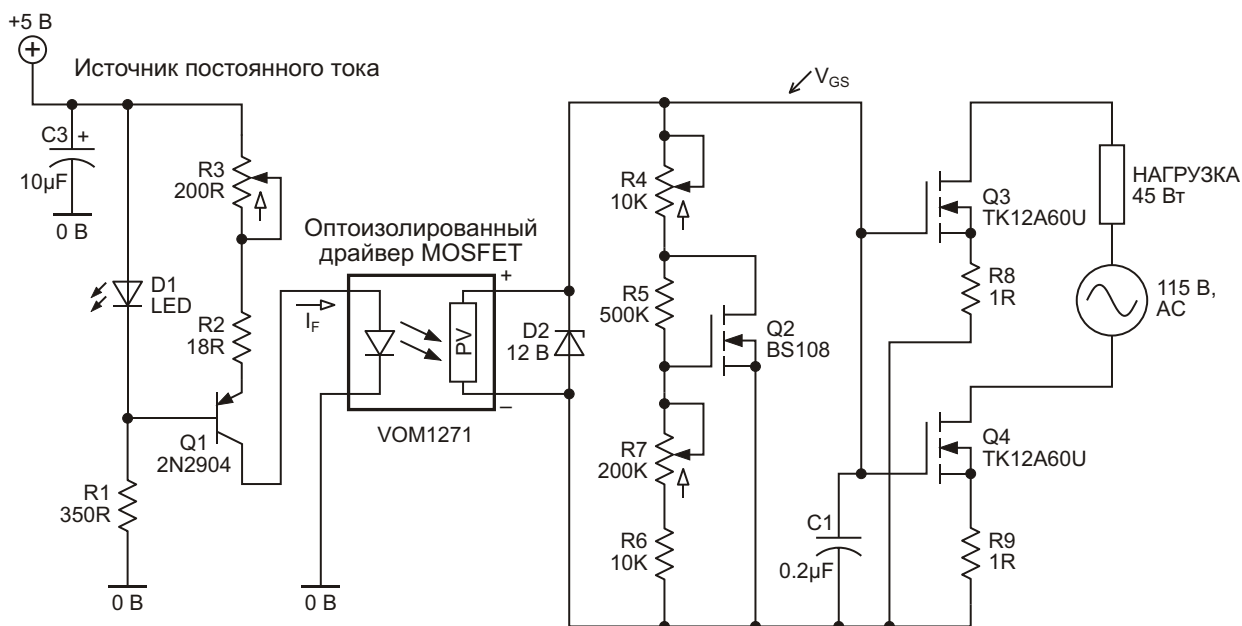 +5 В
Источник постоянного тока
C3
+
10µF
0 В
R3
200R
D1
LED
R2
18R
Q1
2N2904
R1
350R
0 В
Оптоизолированный
драйвер MOSFET
I_F
PV
+
–
VOM1271
0 В
D2
12 В
V_GS
R4
10K
R5
500K
Q2
BS108
R7
200K
R6
10K
C1
0.2µF
Q3
TK12A60U
R8
1R
Q4
TK12A60U
R9
1R
НАГРУЗКА
45 Вт
115 В,
AC